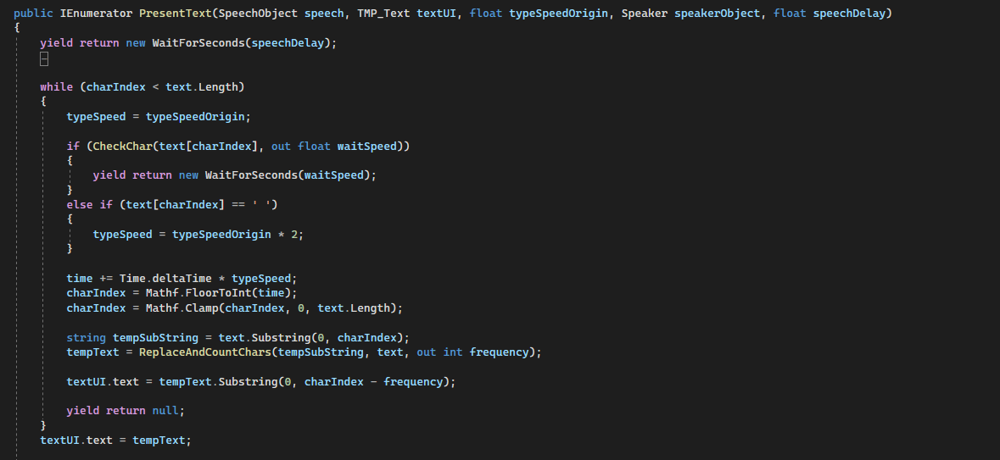 public IEnumerator PresentText(SpeechObject speech, TMP_Text textUI, float typeSpeedOrigin, Speaker speakerObject, float speechDelay)
{
    yield return new WaitForSeconds(speechDelay);
    while (charIndex < text.Length)
    {
        typeSpeed = typeSpeedOrigin;
        if (CheckChar(text[charIndex], out float waitSpeed))
        {
            yield return new WaitForSeconds(waitSpeed);
        }
        else if (text[charIndex] == ' ')
        {
            typeSpeed = typeSpeedOrigin * 2;
        }
        time += Time.deltaTime * typeSpeed;
        charIndex = Mathf.FloorToInt(time);
        charIndex = Mathf.Clamp(charIndex, 0, text.Length);
        string tempSubString = text.Substring(0, charIndex);
        tempText = ReplaceAndCountChars(tempSubString, text, out int frequency);
        textUI.text = tempText.Substring(0, charIndex - frequency);
        yield return null;
    }
    textUI.text = tempText;